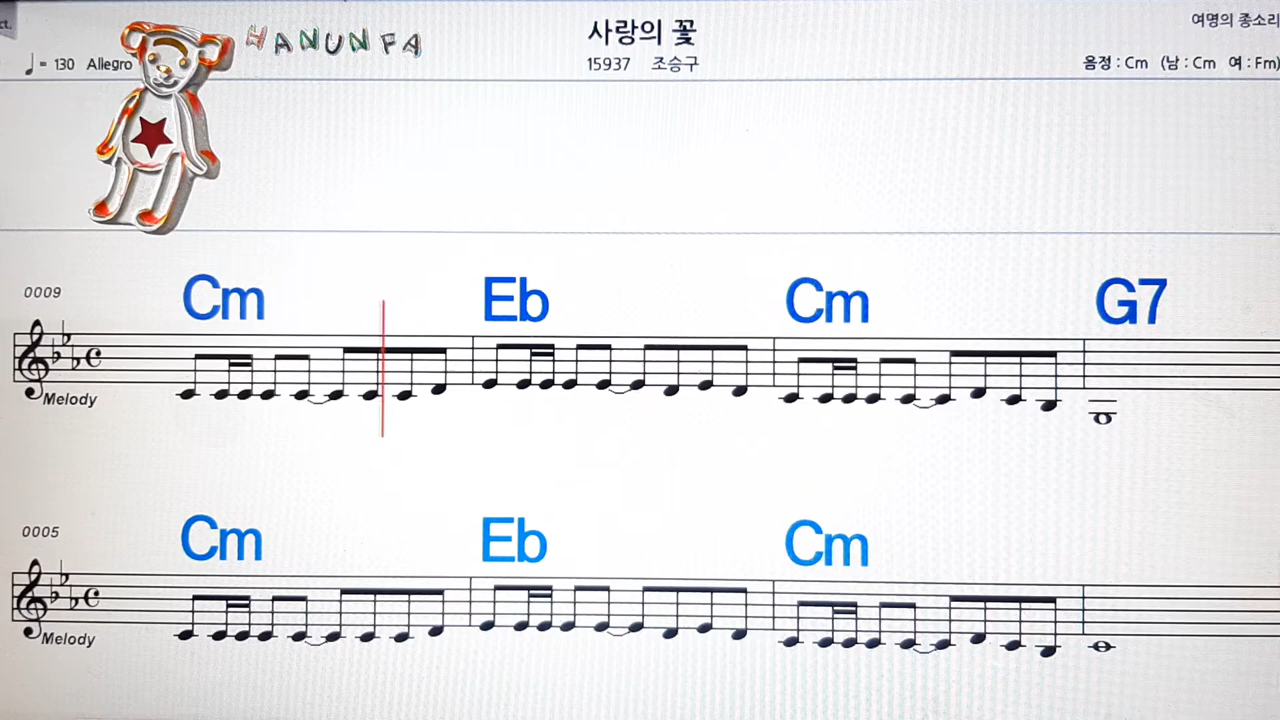 ct.
HANUNFA
사랑의 꽃
여명의 종소리
♩ = 130 Allegro
15937 조승구
음정 : Cm (남 : Cm 여 : Fm)
0009
Cm Eb Cm G7
Melody
0005
Cm Eb Cm
Melody